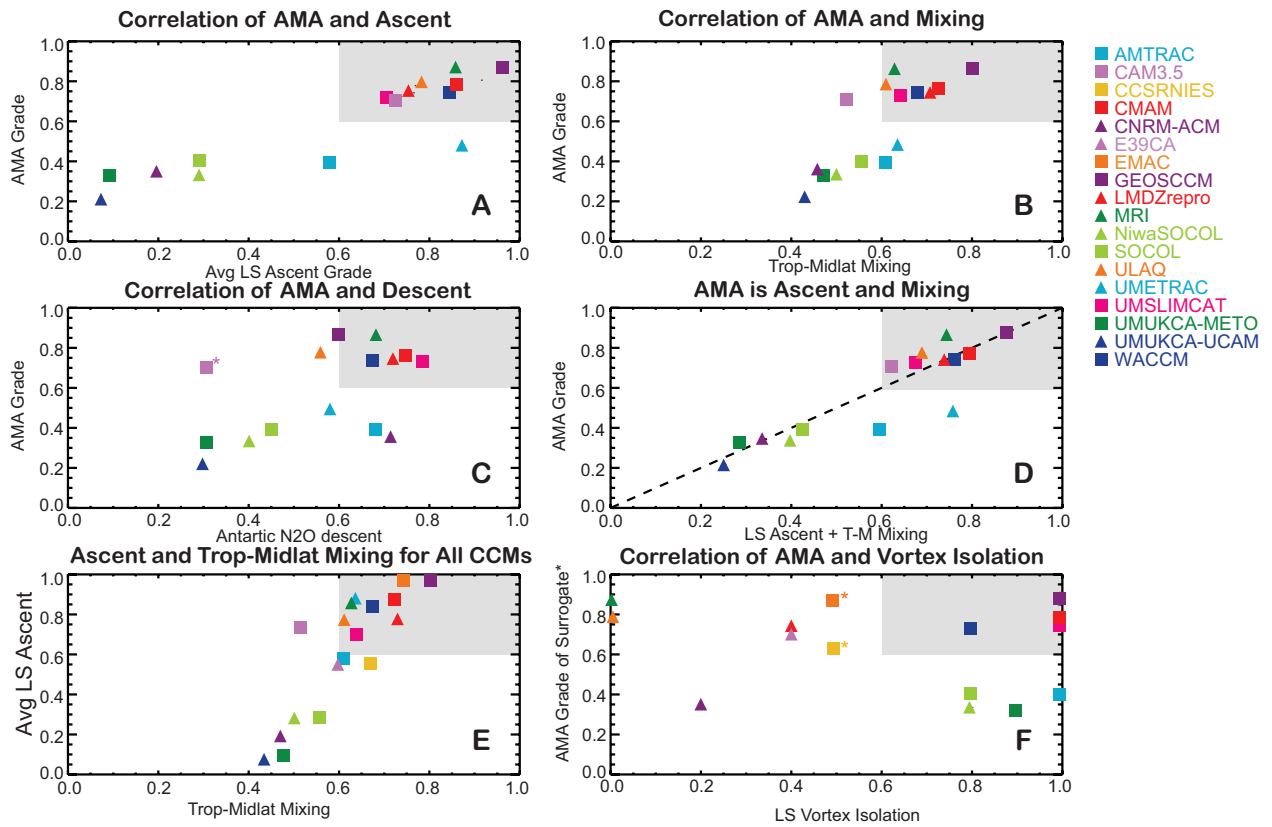 Correlation of AMA and Ascent
AMA Grade
1.0
0.8
0.6
0.4
0.2
0.0
A
0.0 0.2 0.4 0.6 0.8 1.0
Avg LS Ascent Grade
Correlation of AMA and Mixing
AMA Grade
1.0
0.8
0.6
0.4
0.2
0.0
B
0.0 0.2 0.4 0.6 0.8 1.0
Trop-Midlat Mixing
Correlation of AMA and Descent
AMA Grade
1.0
0.8
0.6
0.4
0.2
0.0
*
C
0.0 0.2 0.4 0.6 0.8 1.0
Antartic N2O descent
AMA is Ascent and Mixing
AMA Grade
1.0
0.8
0.6
0.4
0.2
0.0
D
0.0 0.2 0.4 0.6 0.8 1.0
LS Ascent + T-M Mixing
Ascent and Trop-Midlat Mixing for All CCMs
Avg LS Ascent
1.0
0.8
0.6
0.4
0.2
0.0
E
0.0 0.2 0.4 0.6 0.8 1.0
Trop-Midlat Mixing
Correlation of AMA and Vortex Isolation
AMA Grade of Surrogate*
1.0
0.8
0.6
0.4
0.2
0.0
*
*
F
0.0 0.2 0.4 0.6 0.8 1.0
LS Vortex Isolation
AMTRAC
CAM3.5
CCSRNIES
CMAM
CNRM-ACM
E39CA
EMAC
GEOSCCM
LMDZrepro
MRI
NiwaSOCOL
SOCOL
ULAQ
UMETRAC
UMSLIMCAT
UMUKCA-METO
UMUKCA-UCAM
WACCM